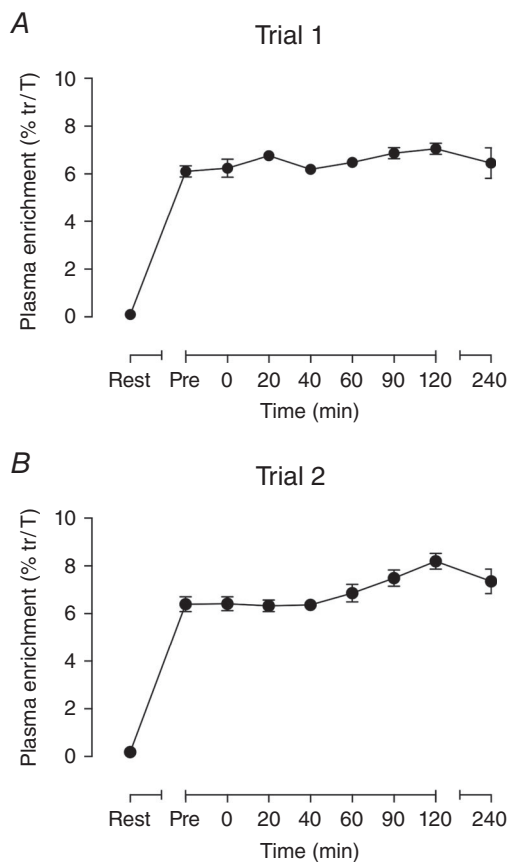 A
Trial 1
Plasma enrichment (% tr/T)
10
8
6
4
2
0
Rest Pre 0 20 40 60 90 120 240
Time (min)
B
Trial 2
Plasma enrichment (% tr/T)
10
8
6
4
2
0
Rest Pre 0 20 40 60 90 120 240
Time (min)